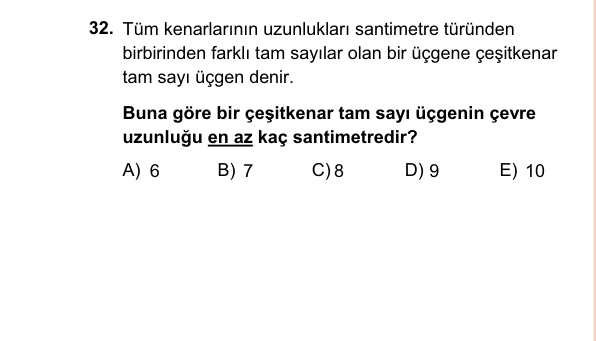 32. Tüm kenarlarının uzunlukları santimetre türünden
birbirinden farklı tam sayılar olan bir üçgene çeşitkenar
tam sayı üçgen denir.
Buna göre bir çeşitkenar tam sayı üçgenin çevre
uzunluğu en az kaç santimetredir?
A) 6 B) 7 C) 8 D) 9 E) 10